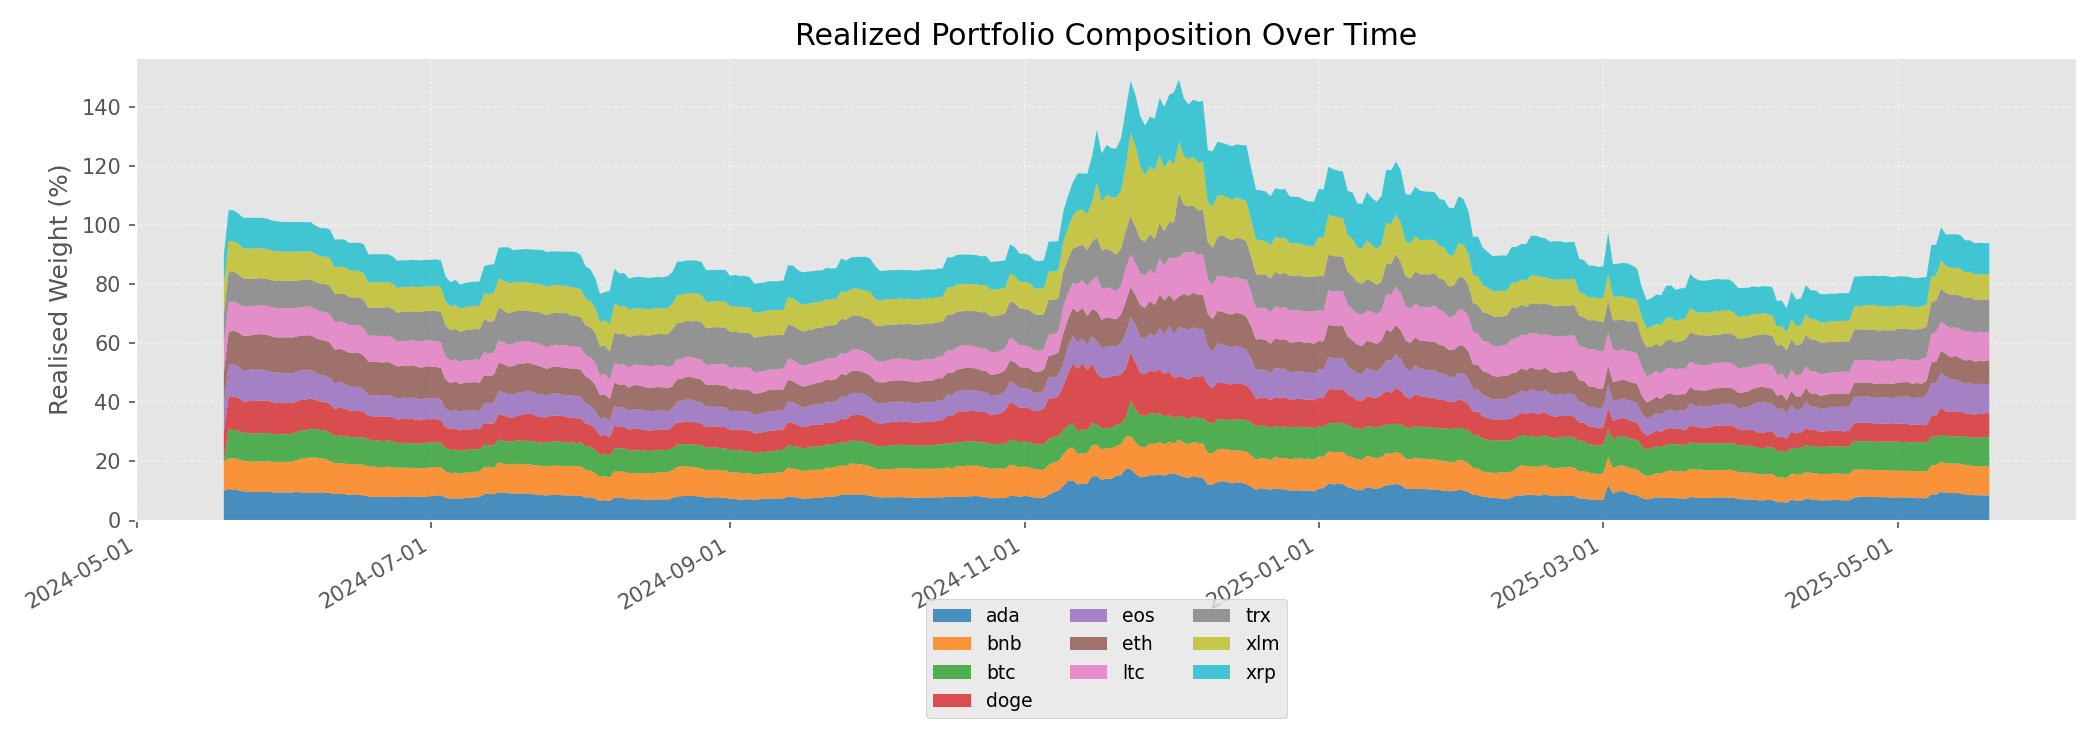 Realized Portfolio Composition Over Time
Realised Weight (%)
140
120
100
80
60
40
20
0
2024-05-01
2024-07-01
2024-09-01
2024-11-01
2025-01-01
2025-03-01
2025-05-01
ada eos trx
bnb eth xlm
btc ltc xrp
doge